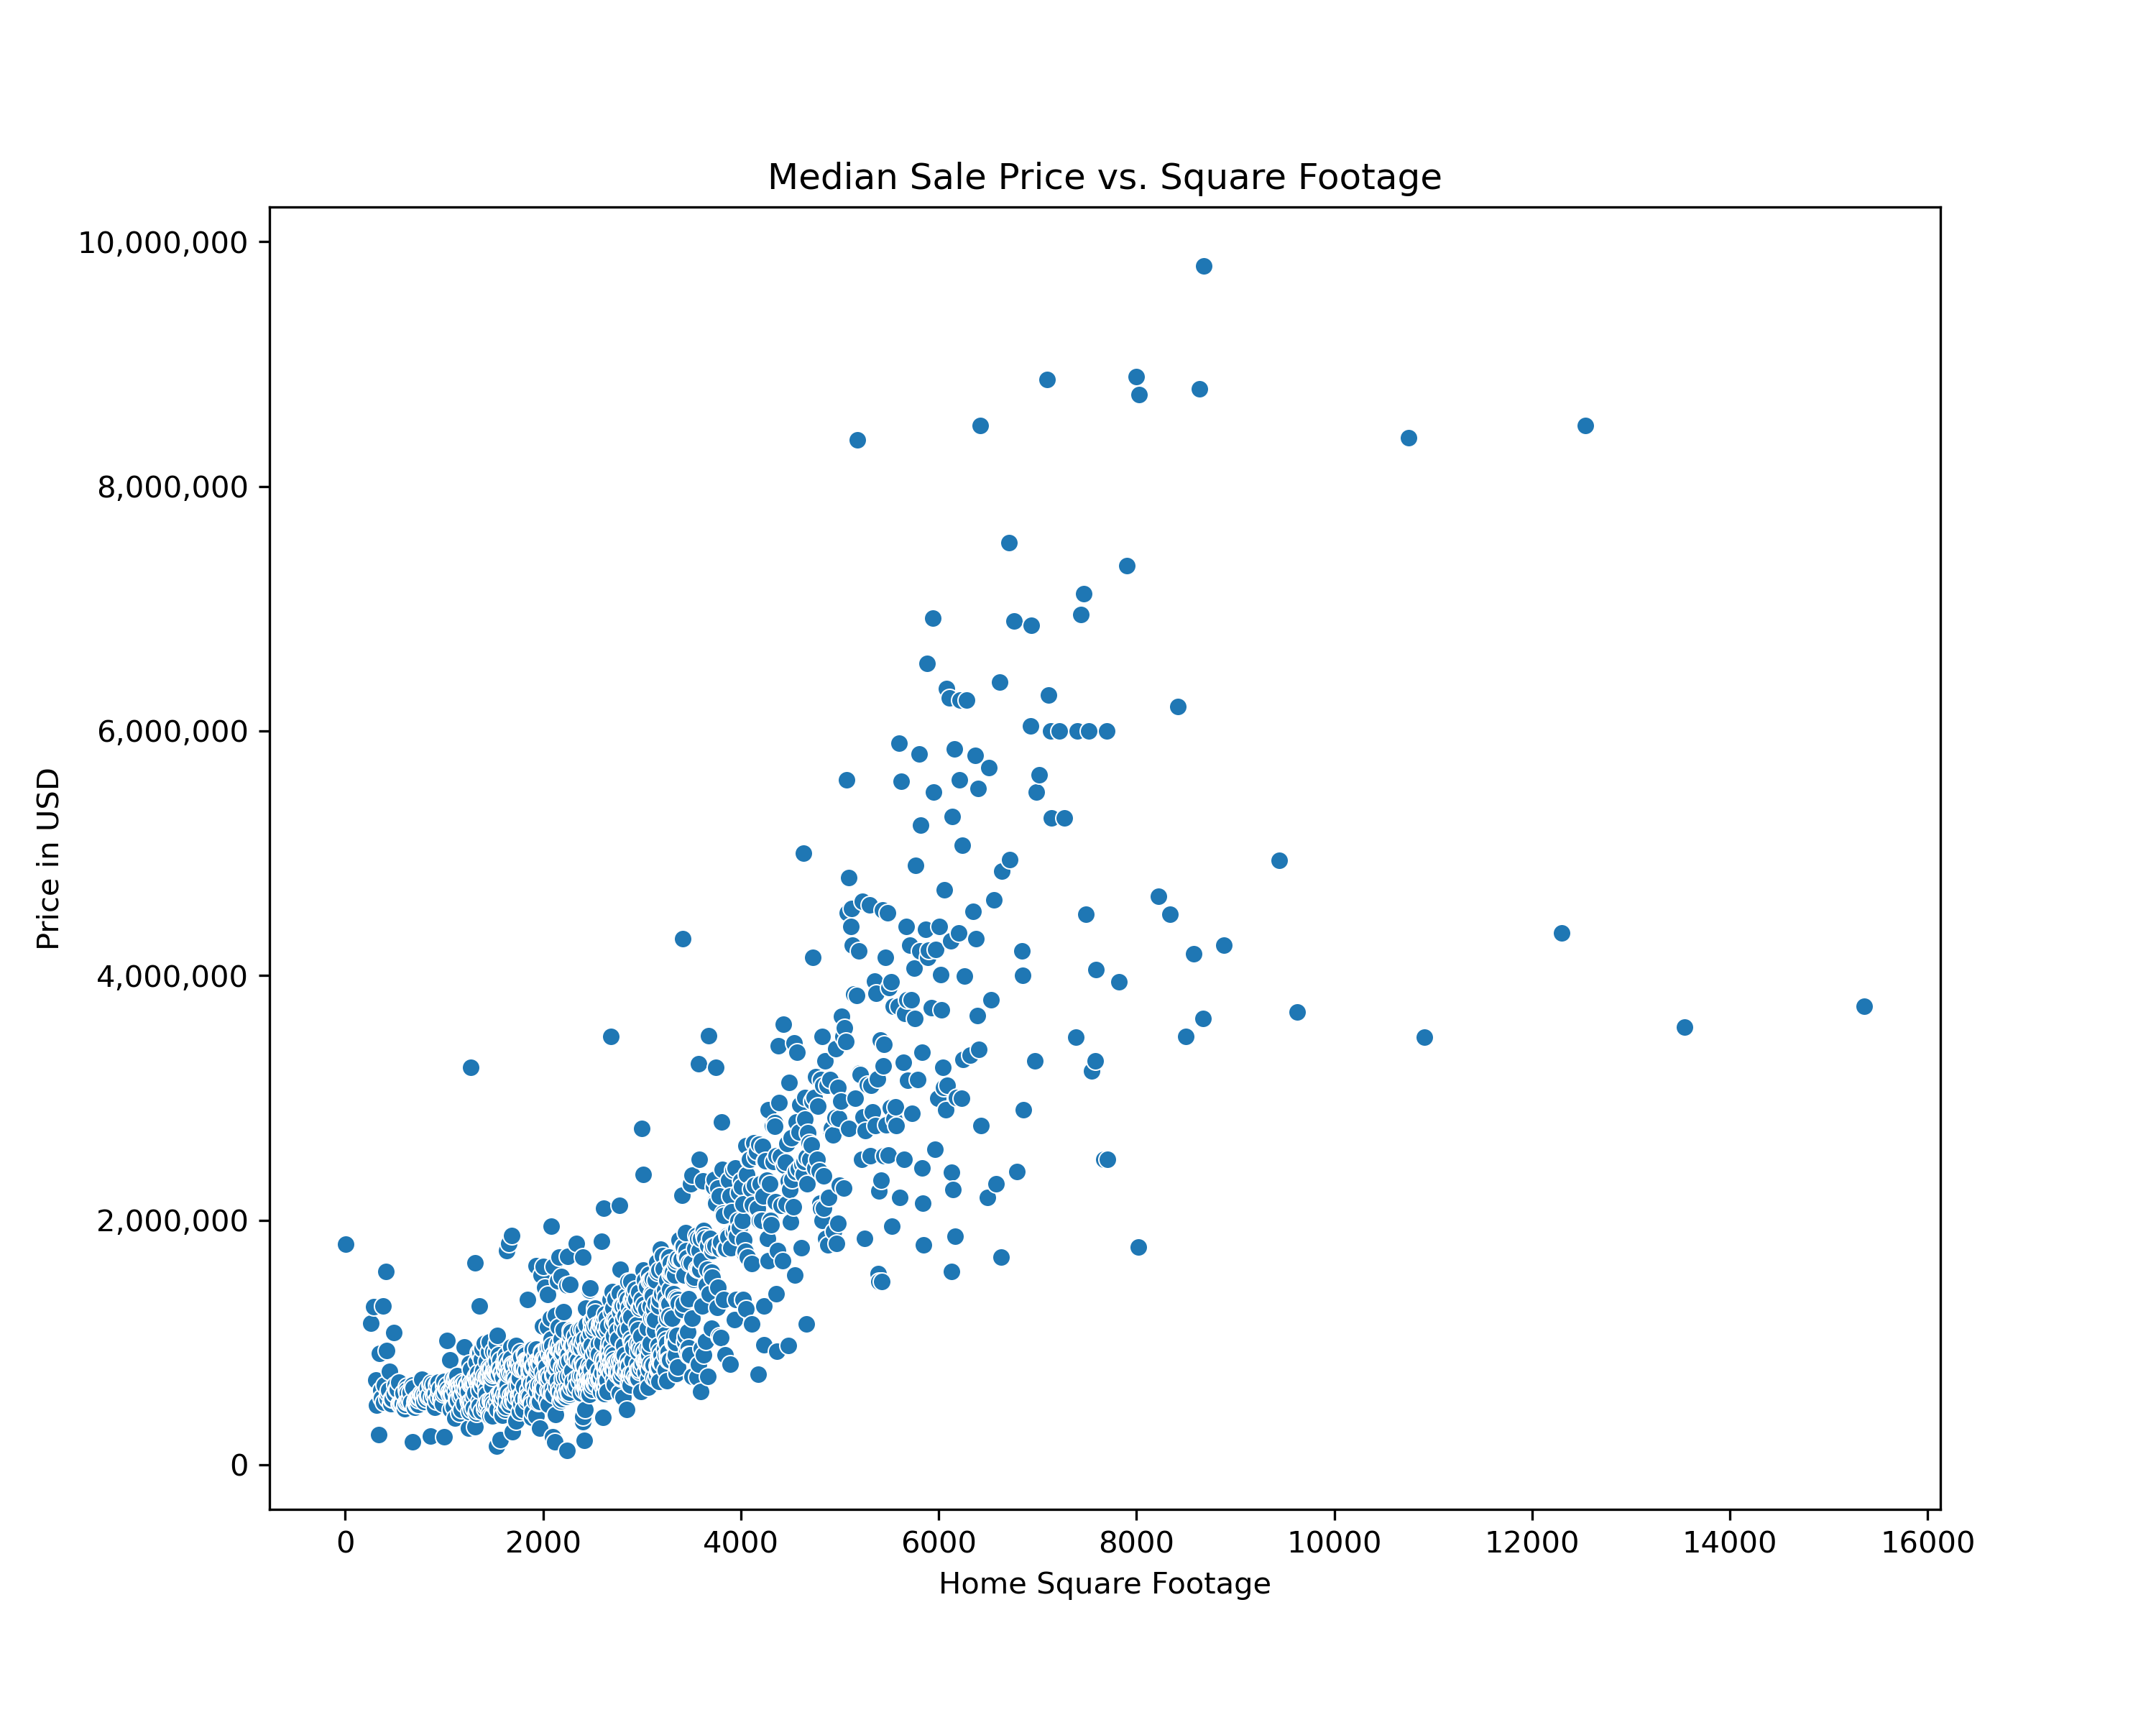 Median Sale Price vs. Square Footage
10,000,000
8,000,000
6,000,000
4,000,000
2,000,000
0
Price in USD
0 2000 4000 6000 8000 10000 12000 14000 16000
Home Square Footage